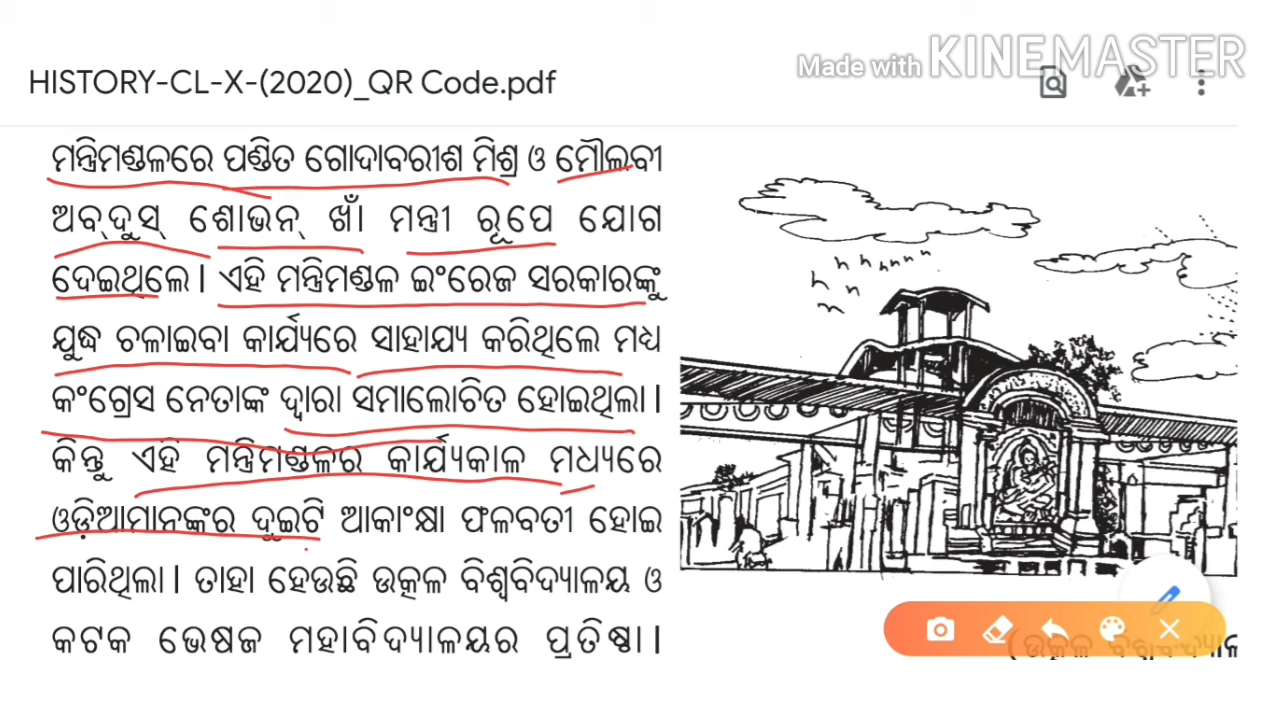 Made with KINEMASTER
HISTORY-CL-X-(2020)_QR Code.pdf
ମନ୍ତ୍ରିମଣ୍ଡଳରେ ପଣ୍ଡିତ ଗୋଦାବରୀଶ ମିଶ୍ର ଓ ମୌଲବୀ
ଅବ୍‌ଦୁସ୍ ଶୋଭନ୍ ଖାଁ ମନ୍ତ୍ରୀ ରୂପେ ଯୋଗ
ଦେଇଥିଲେ। ଏହି ମନ୍ତ୍ରିମଣ୍ଡଳ ଇଂରେଜ ସରକାରଙ୍କୁ
ଯୁଦ୍ଧ ଚଳାଇବା କାର୍ଯ୍ୟରେ ସାହାଯ୍ୟ କରିଥିଲେ ମଧ୍ୟ
କଂଗ୍ରେସ ନେତାଙ୍କ ଦ୍ୱାରା ସମାଲୋଚିତ ହୋଇଥିଲା।
କିନ୍ତୁ ଏହି ମନ୍ତ୍ରିମଣ୍ଡଳର କାର୍ଯ୍ୟକାଳ ମଧ୍ୟରେ
ଓଡ଼ିଆମାନଙ୍କର ଦୁଇଟି ଆକାଂକ୍ଷା ଫଳବତୀ ହୋଇ
ପାରିଥିଲା। ତାହା ହେଉଛି ଉତ୍କଳ ବିଶ୍ୱବିଦ୍ୟାଳୟ ଓ
କଟକ ଭେଷଜ ମହାବିଦ୍ୟାଳୟର ପ୍ରତିଷ୍ଠା।
(ଉତ୍କଳ